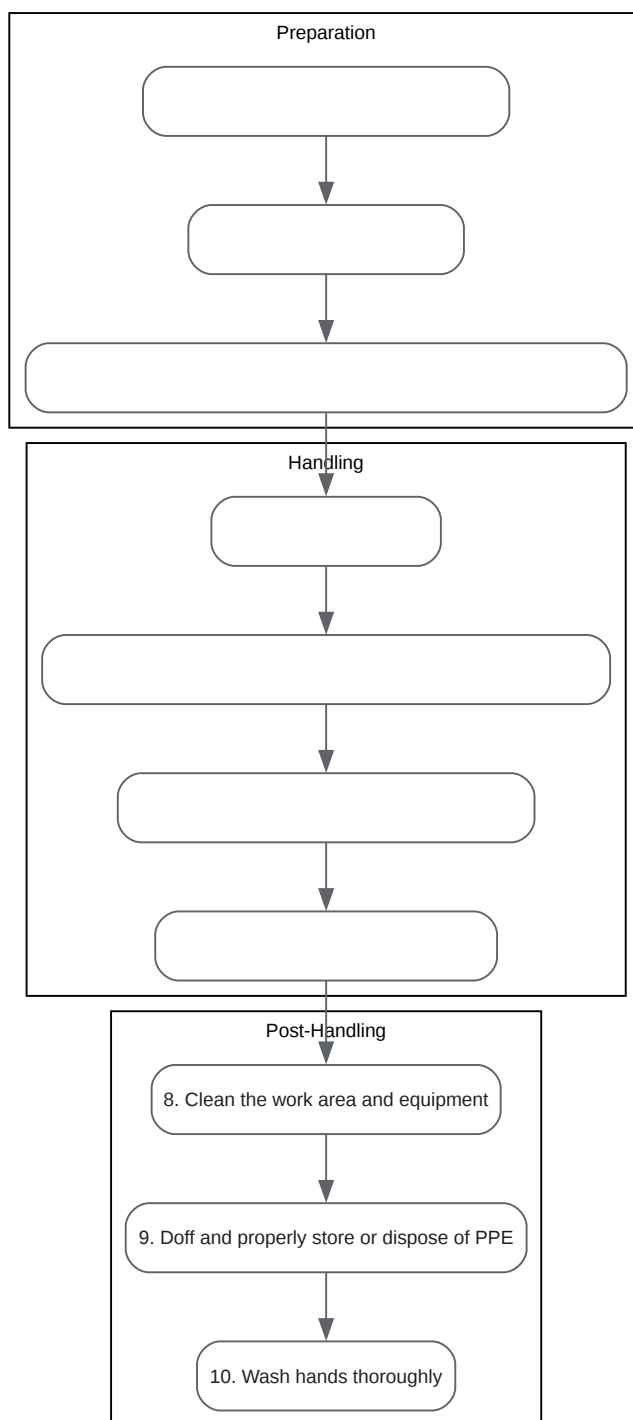 Preparation
Handling
Post-Handling
8. Clean the work area and equipment
9. Doff and properly store or dispose of PPE
10. Wash hands thoroughly